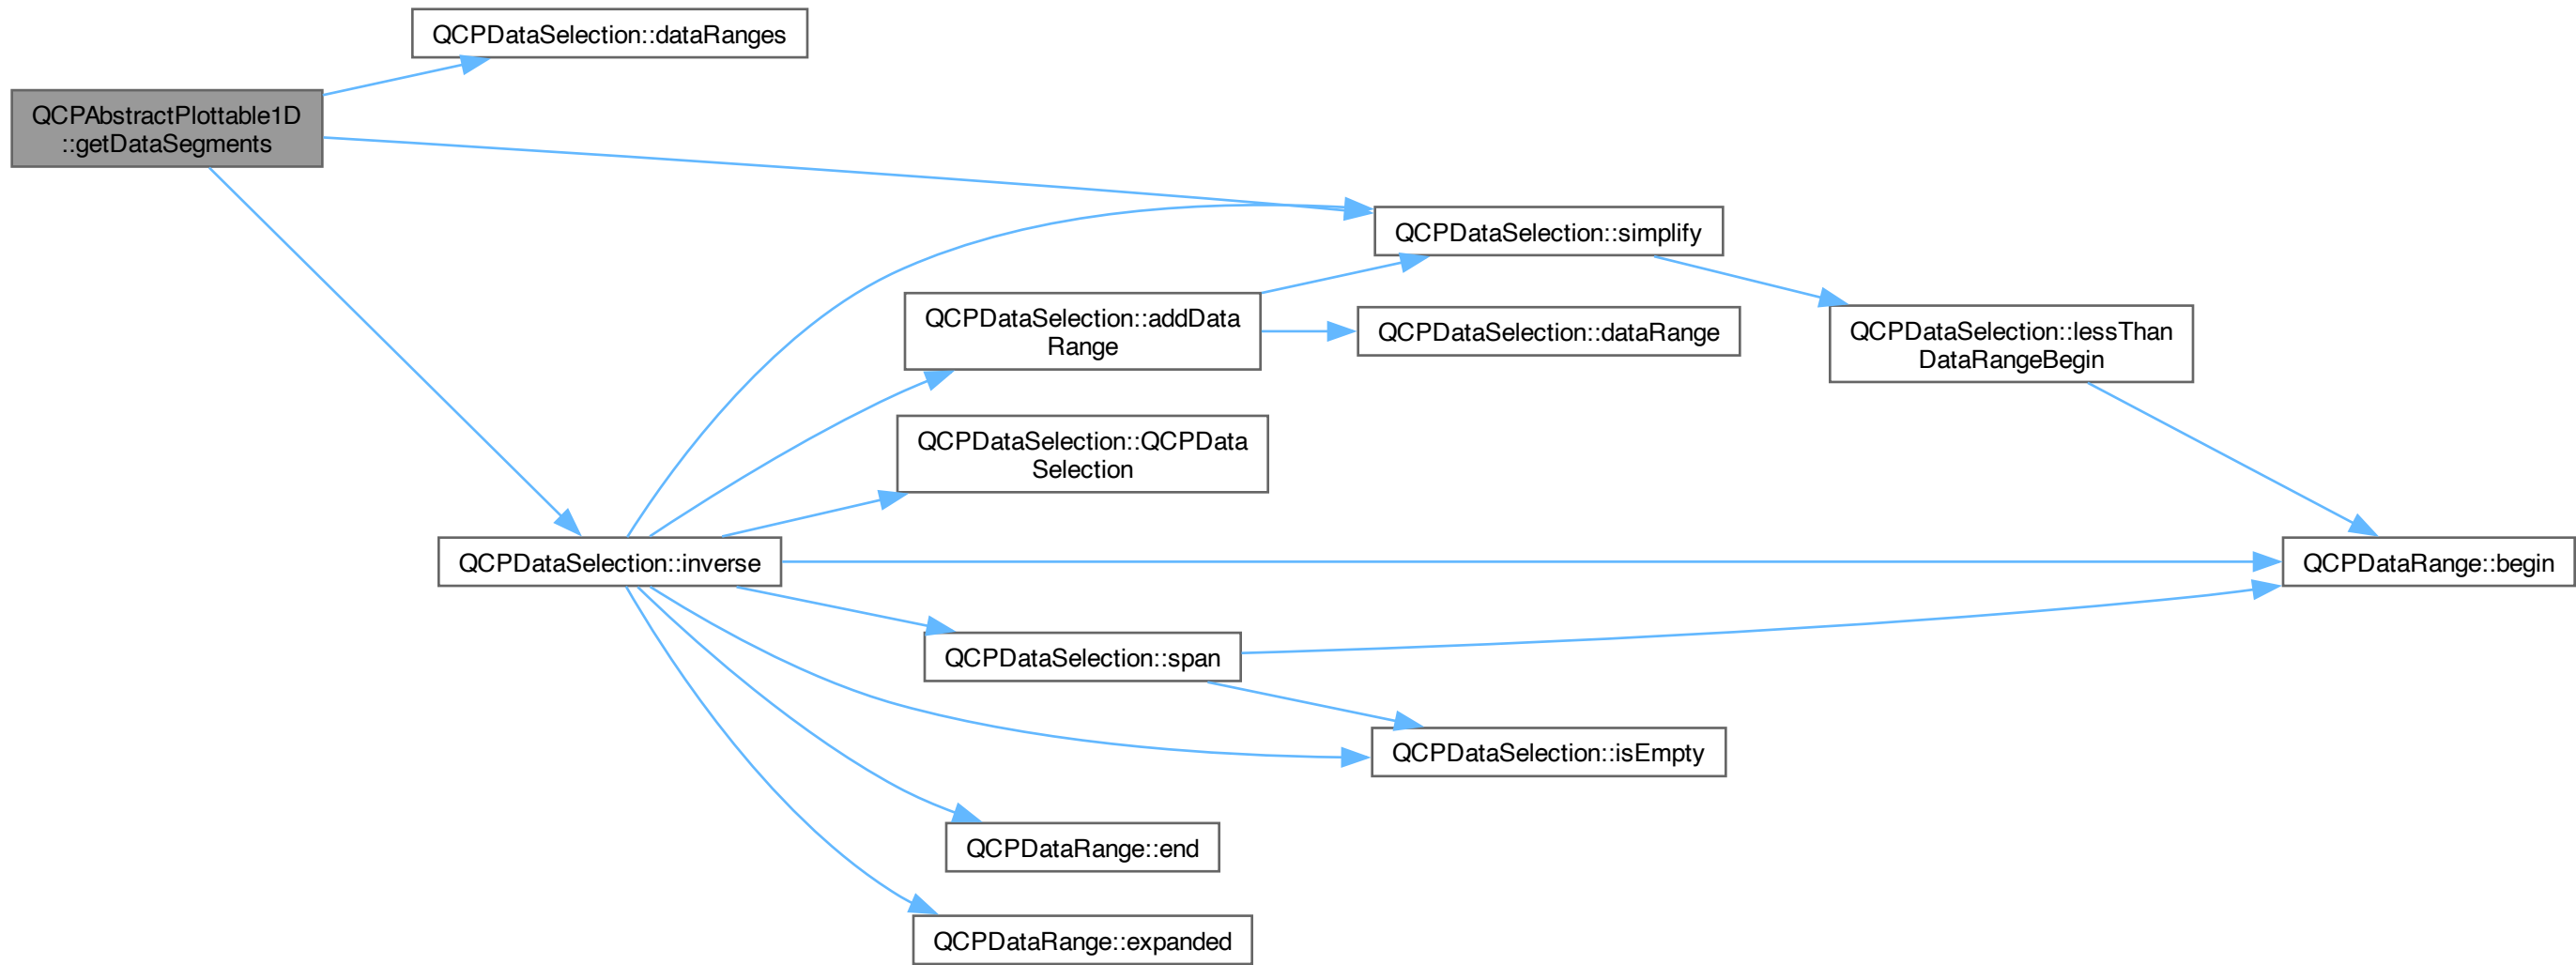 QCPDataSelection::dataRanges
QCPAbstractPlottable1D
::getDataSegments
QCPDataSelection::simplify
QCPDataSelection::addData
Range
QCPDataSelection::dataRange
QCPDataSelection::lessThan
DataRangeBegin
QCPDataSelection::QCPData
Selection
QCPDataSelection::inverse
QCPDataRange::begin
QCPDataSelection::span
QCPDataSelection::isEmpty
QCPDataRange::end
QCPDataRange::expanded